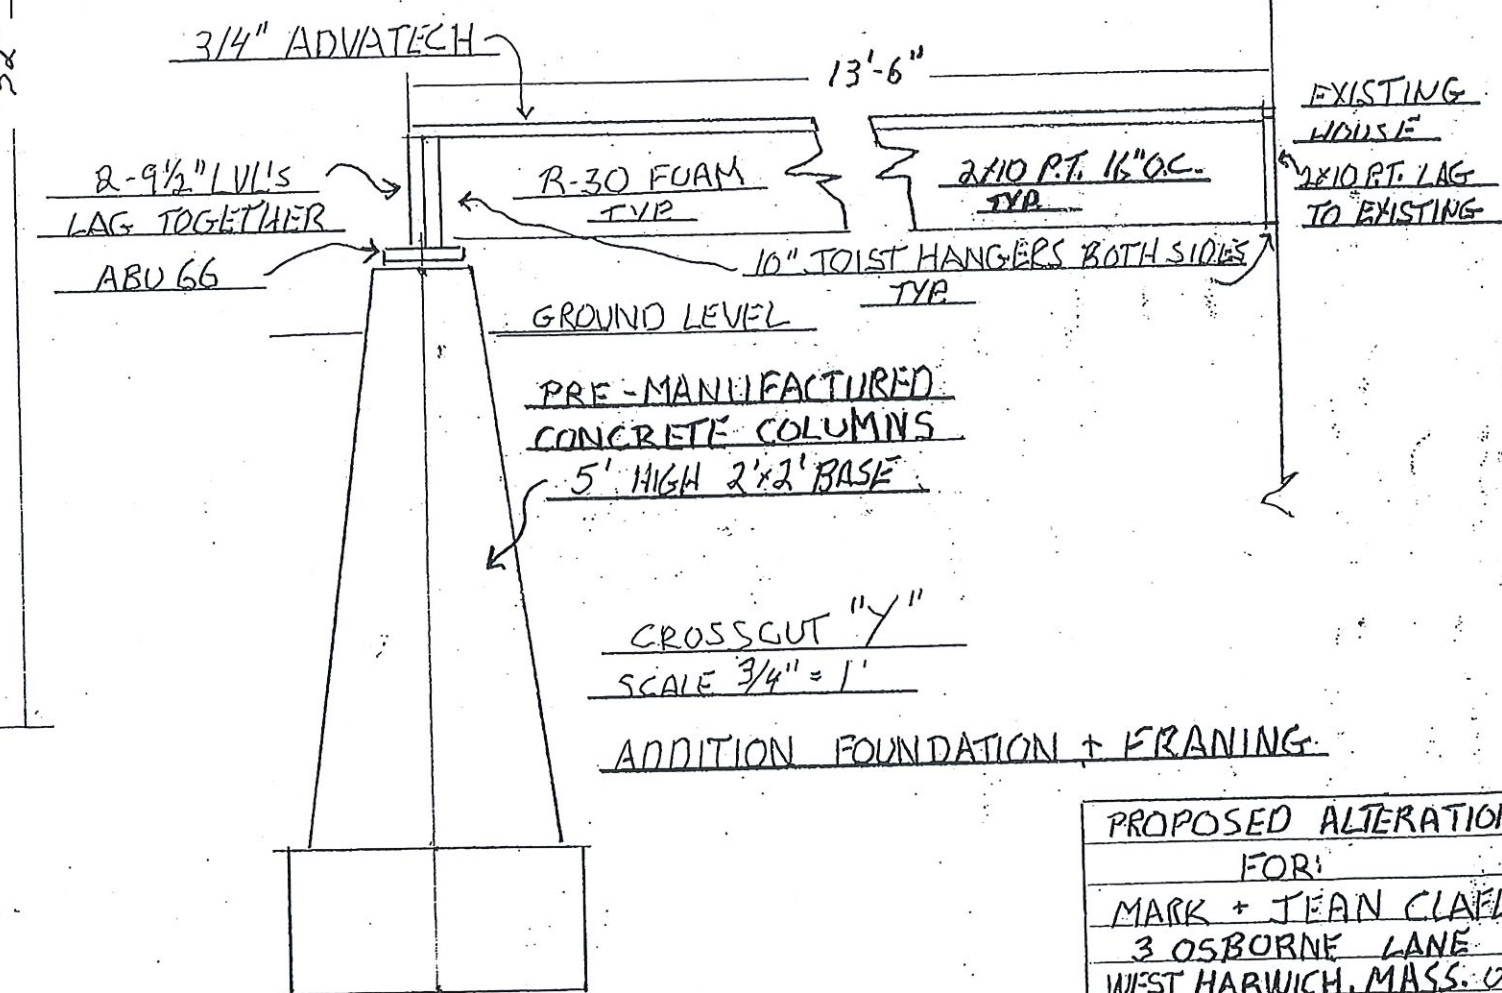 3/4" ADVATECH
13'-6"
EXISTING
HOUSE
2X10 P.T. LAG
TO EXISTING
2-9½" LVL'S
LAG TOGETHER
R-30 FOAM
TYP
2X10 P.T. 16" O.C.
TYP.
ABU 66
10" JOIST HANGERS BOTH SIDES
TYP.
GROUND LEVEL
PRE-MANUFACTURED
CONCRETE COLUMNS
5' HIGH 2'x2' BASE
CROSSCUT "Y"
SCALE 3/4" = 1'
ADDITION FOUNDATION + FRANING
PROPOSED ALTERATION
FOR:
MARK + JEAN CLAFL
3 OSBORNE LANE
WEST HARWICH, MASS. 0